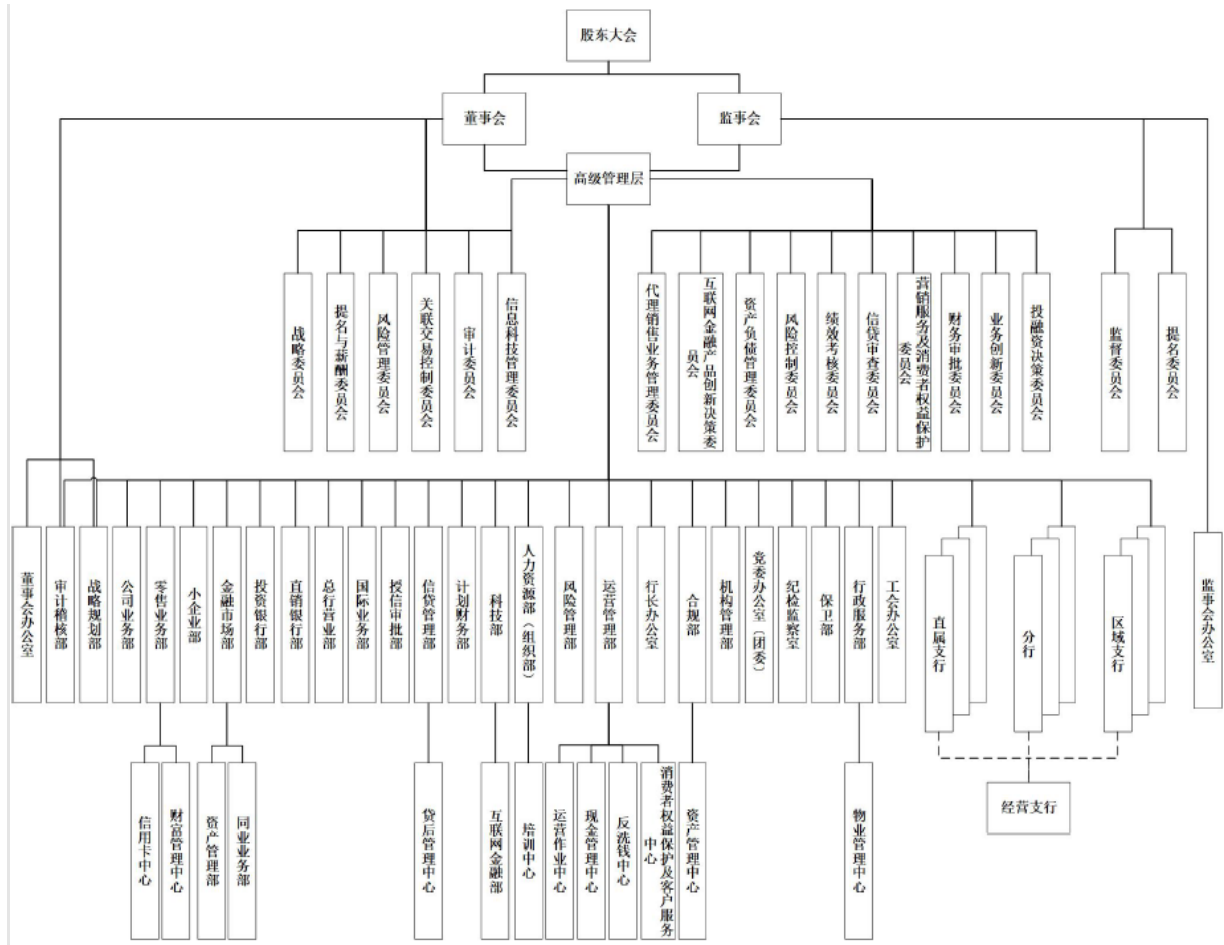 股东大会
董事会
监事会
高级管理层
战略委员会
提名与薪酬委员会
风险管理委员会
关联交易控制委员会
审计委员会
信息科技管理委员会
代理销售业务管理委员会
互联网金融产品创新决策委
员会
资产负债管理委员会
风险控制委员会
绩效考核委员会
信贷审查委员会
营销服务及消费者权益保护
委员会
财务审批委员会
业务创新委员会
投融资决策委员会
监督委员会
提名委员会
董事会办公室
审计稽核部
战略规划部
公司业务部
零售业务部
小企业部
金融市场部
投资银行部
直销银行部
总行营业部
国际业务部
授信审批部
信贷管理部
计划财务部
科技部
人力资源部（组织部）
风险管理部
运营管理部
行长办公室
合规部
机构管理部
党委办公室（团委）
纪检监察室
保卫部
行政服务部
工会办公室
直属支行
分行
区域支行
监事会办公室
信用卡中心
财富管理中心
资产管理部
同业业务部
贷后管理中心
互联网金融部
培训中心
运营作业中心
现金管理中心
反洗钱中心
消费者权益保护及客户服务
中心
资产管理中心
物业管理中心
经营支行